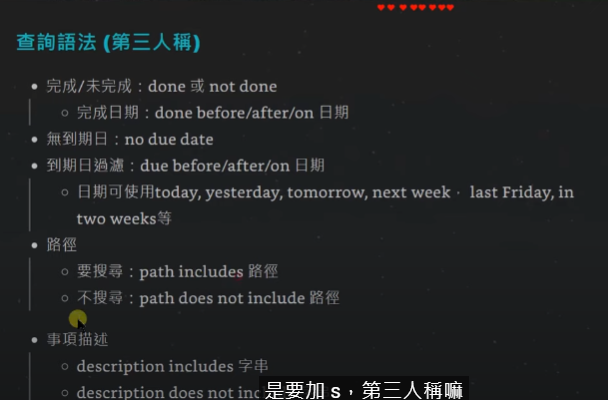 查詢語法 (第三人稱)
完成/未完成：done 或 not done
完成日期：done before/after/on 日期
無到期日：no due date
到期日過濾：due before/after/on 日期
日期可使用today, yesterday, tomorrow, next week， last Friday, in
two weeks等
路徑
要搜尋：path includes 路徑
不搜尋：path does not include 路徑
事項描述
description includes 字串
description does not inc
是要加 s，第三人稱嘛